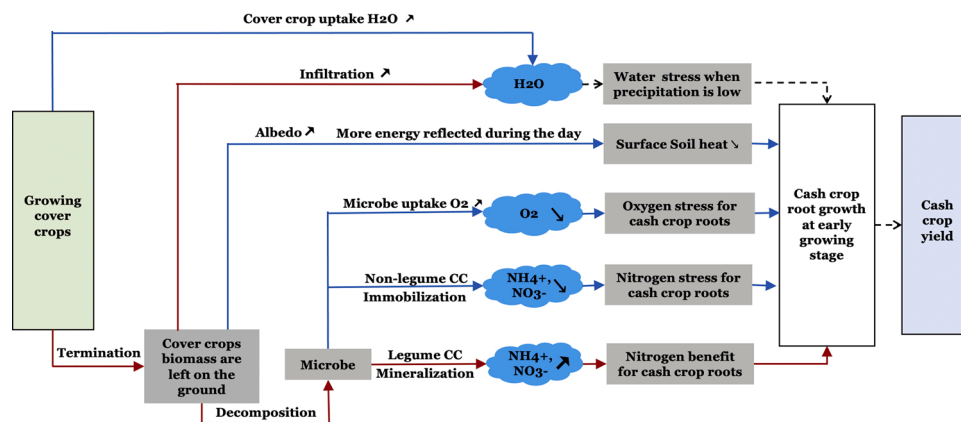 Cover crop uptake H2O ↗
Infiltration ↗
H2O
Water stress when
precipitation is low
Albedo ↗
More energy reflected during the day
Surface Soil heat ↘
Growing
cover
crops
Microbe uptake O2 ↗
O2 ↘
Oxygen stress for
cash crop roots
Cash crop
root growth
at early
growing
stage
Cash
crop
yield
Non-legume CC
Immobilization
NH4+,
NO3- ↘
Nitrogen stress for
cash crop roots
Termination
Cover crops
biomass are
left on the
ground
Microbe
Legume CC
Mineralization
NH4+,
NO3- ↗
Nitrogen benefit
for cash crop roots
Decomposition